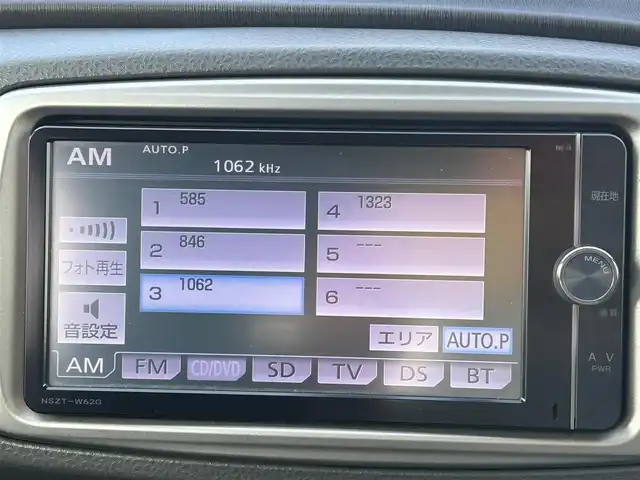 AM AUTO.P
1062 kHz
1 585
4 1323
2 846
5 ---
フォト再生
3 1062
6 ---
音設定
エリア AUTO.P
AM FM CD/DVD SD TV DS BT
NSZT-W62G
現在地
MENU
A V
PWR